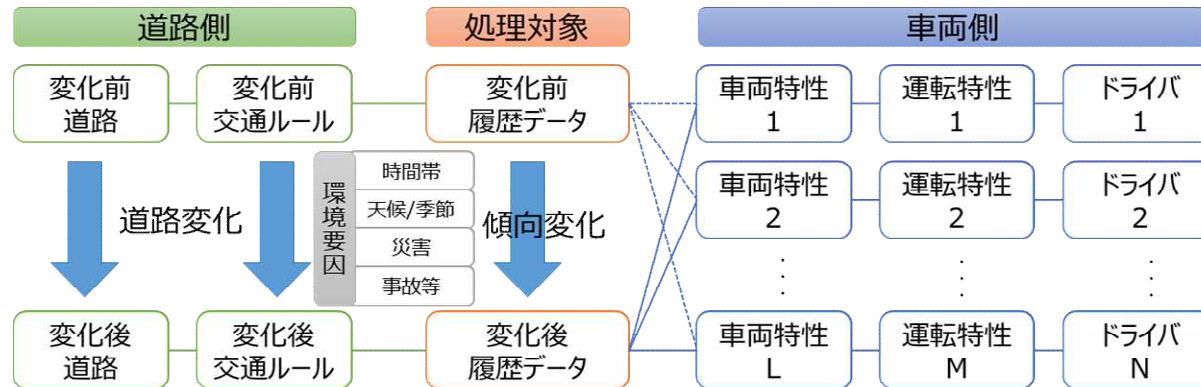 道路側
処理対象
車両側
変化前
道路
変化前
交通ルール
変化前
履歴データ
車両特性
1
運転特性
1
ドライバ
1
環境要因
時間帯
天候/季節
災害
事故等
道路変化
傾向変化
車両特性
2
運転特性
2
ドライバ
2
⋮
⋮
⋮
変化後
道路
変化後
交通ルール
変化後
履歴データ
車両特性
L
運転特性
M
ドライバ
N